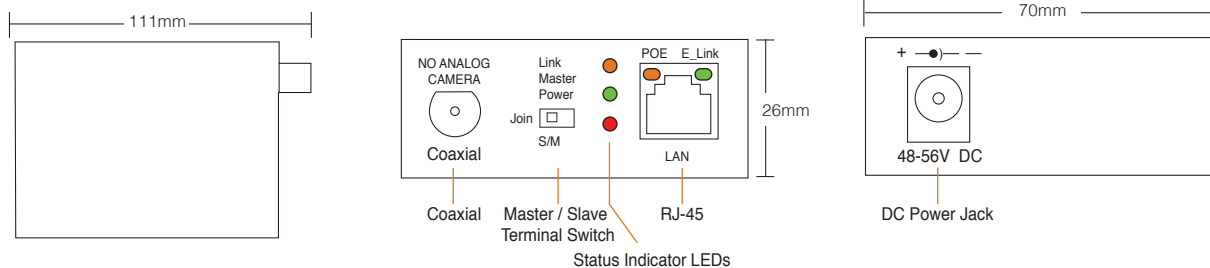 111mm
NO ANALOG
CAMERA
Coaxial
Link
Master
Power
Join
S/M
POE E_Link
LAN
26mm
Coaxial
Master / Slave
Terminal Switch
Status Indicator LEDs
RJ-45
70mm
+ —
48-56V DC
DC Power Jack